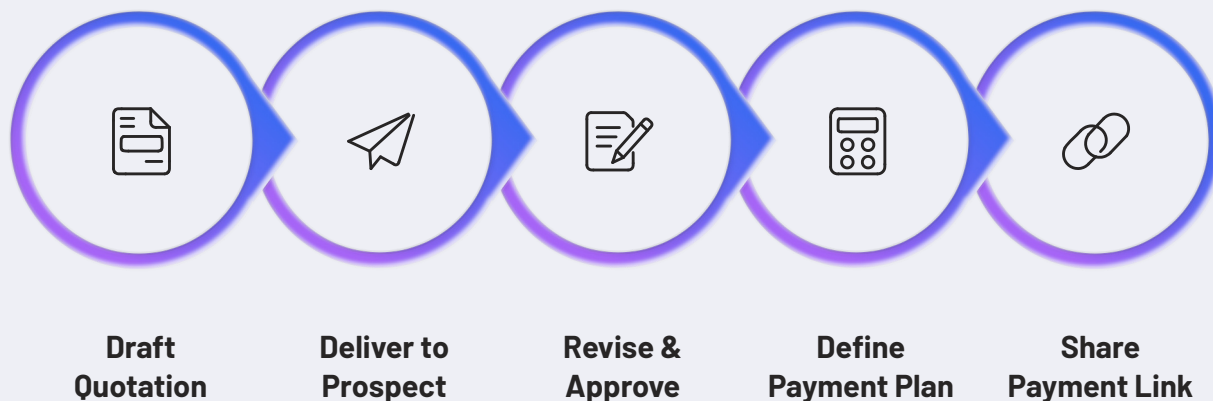 Draft
Quotation
Deliver to
Prospect
Revise &
Approve
Define
Payment Plan
Share
Payment Link